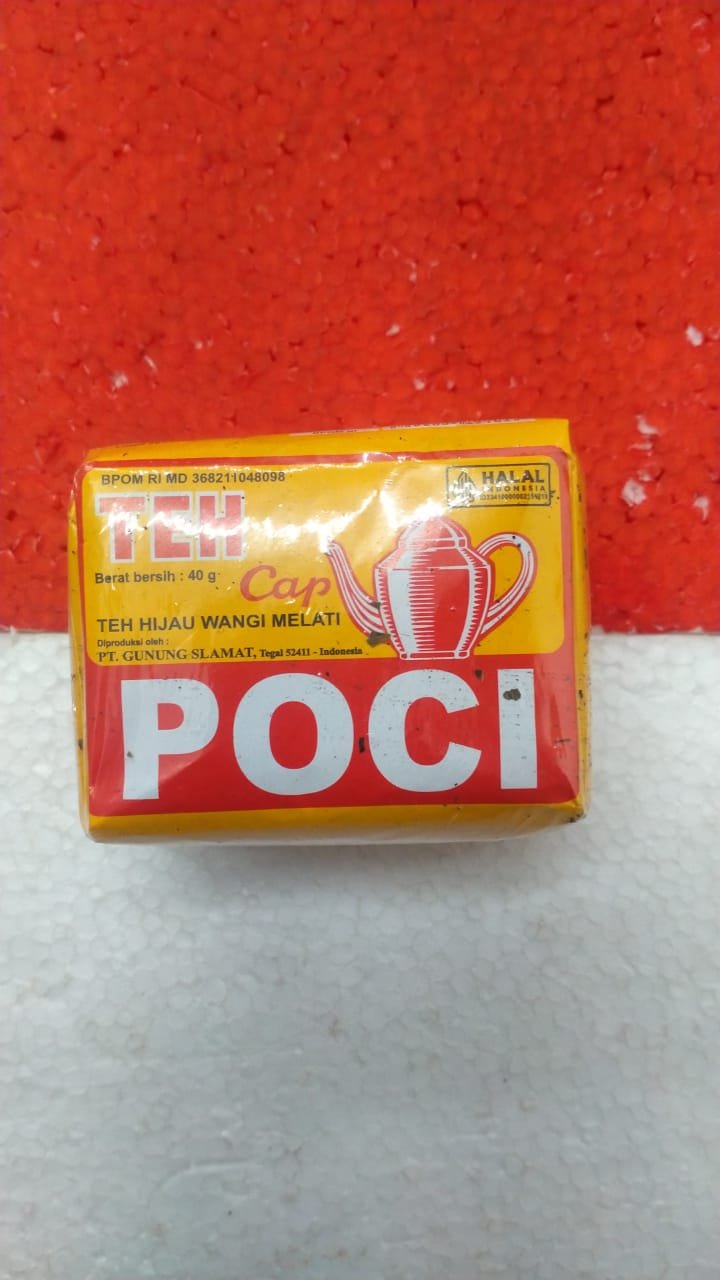 BPOM RI MD 368211048098
HALAL
INDONESIA
TEH
Berat bersih : 40 g
Cap
TEH HIJAU WANGI MELATI
Diproduksi oleh :
PT. GUNUNG SLAMAT, Tegal 52411 - Indonesia
POCI